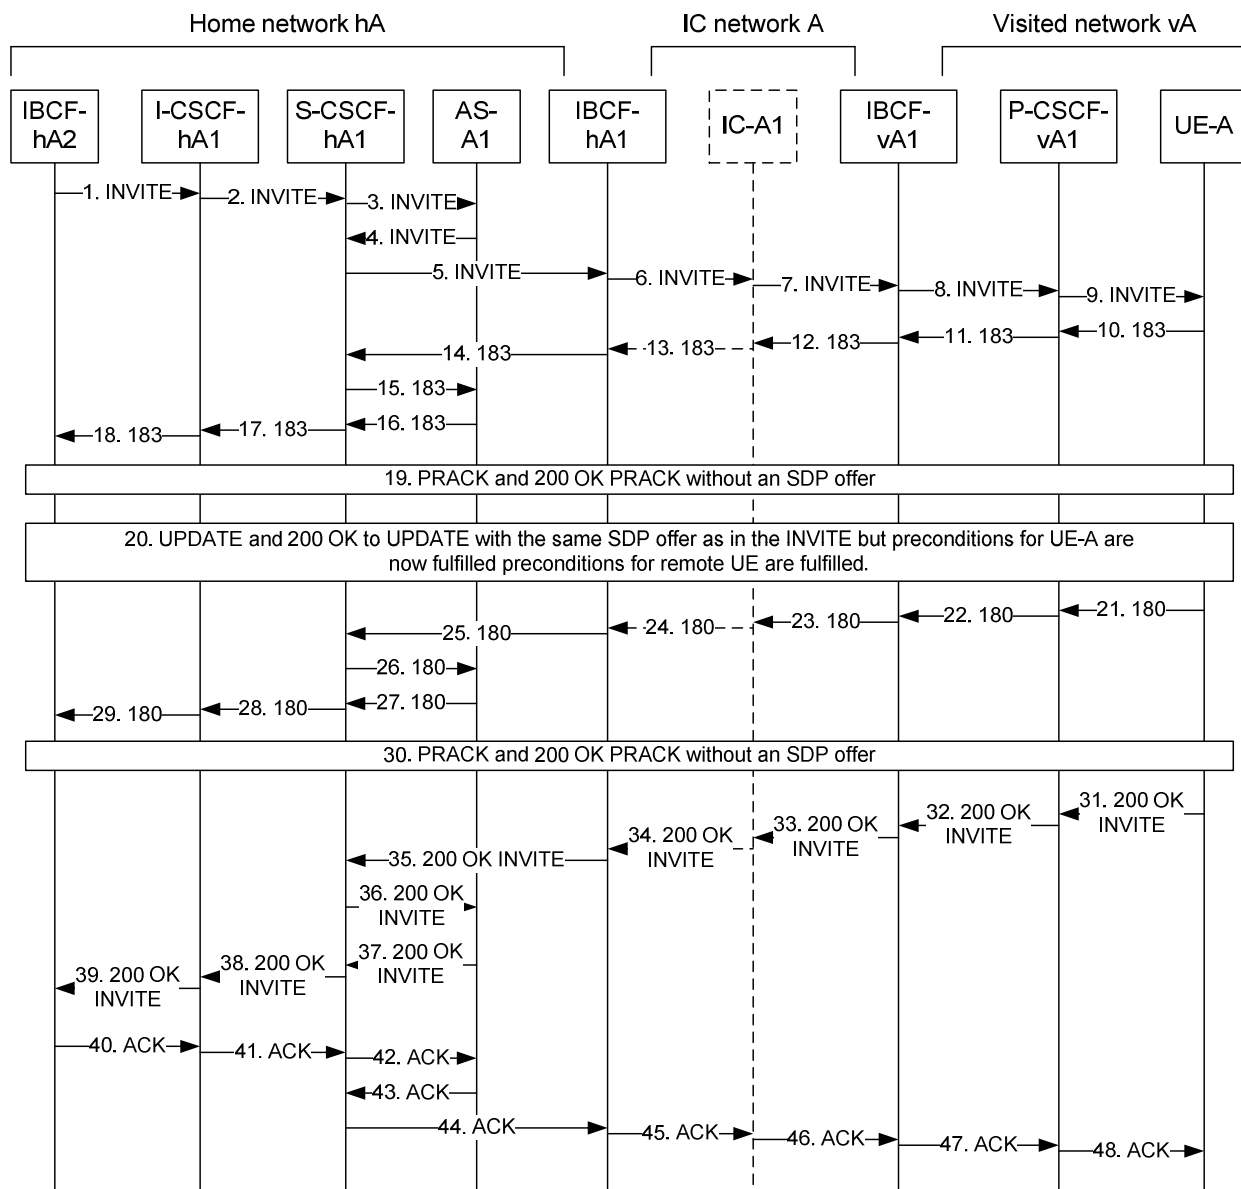 Home network hA
IC network A
Visited network vA
IBCF-
hA2
I-CSCF-
hA1
S-CSCF-
hA1
AS-
A1
IBCF-
hA1
IC-A1
IBCF-
vA1
P-CSCF-
vA1
UE-A
1. INVITE
2. INVITE
3. INVITE
4. INVITE
5. INVITE
6. INVITE
7. INVITE
8. INVITE
9. INVITE
10. 183
11. 183
12. 183
13. 183
14. 183
15. 183
16. 183
17. 183
18. 183
19. PRACK and 200 OK PRACK without an SDP offer
20. UPDATE and 200 OK to UPDATE with the same SDP offer as in the INVITE but preconditions for UE-A are
now fulfilled preconditions for remote UE are fulfilled.
21. 180
22. 180
23. 180
24. 180
25. 180
26. 180
27. 180
28. 180
29. 180
30. PRACK and 200 OK PRACK without an SDP offer
31. 200 OK
INVITE
32. 200 OK
INVITE
33. 200 OK
INVITE
34. 200 OK
INVITE
35. 200 OK INVITE
36. 200 OK
INVITE
37. 200 OK
INVITE
38. 200 OK
INVITE
39. 200 OK
INVITE
40. ACK
41. ACK
42. ACK
43. ACK
44. ACK
45. ACK
46. ACK
47. ACK
48. ACK